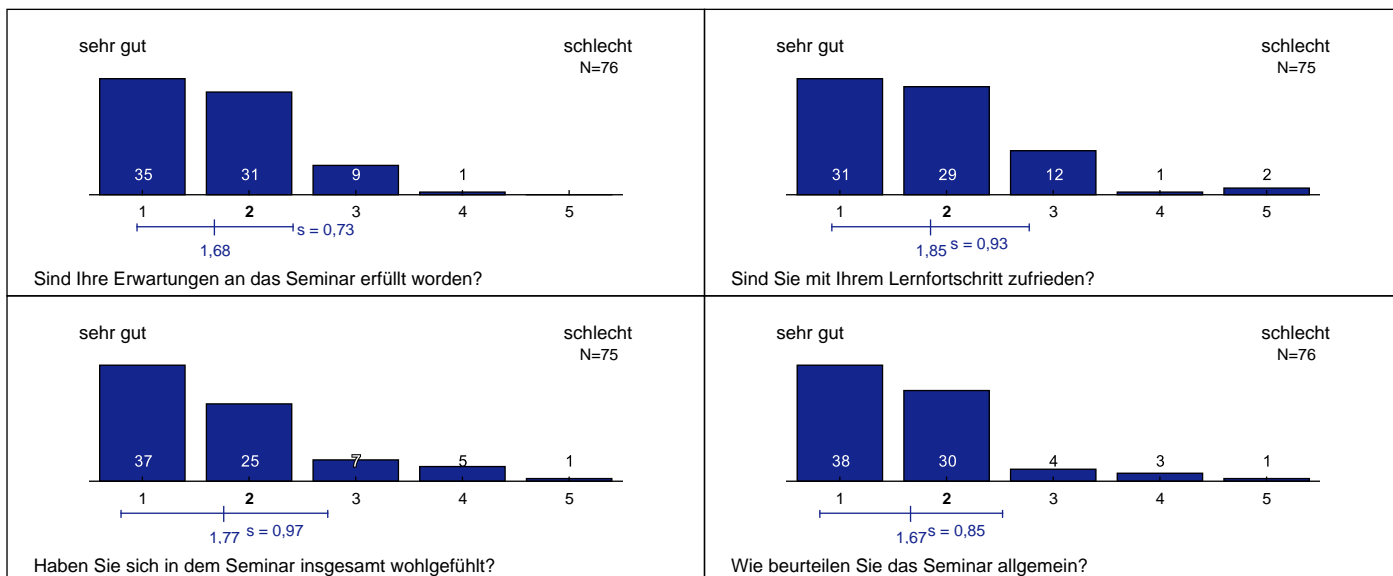 sehr gut schlecht
N=76
35 31 9 1
1 2 3 4 5
s = 0,73
1,68
Sind Ihre Erwartungen an das Seminar erfüllt worden?
sehr gut schlecht
N=75
31 29 12 1 2
1 2 3 4 5
1,85 s = 0,93
Sind Sie mit Ihrem Lernfortschritt zufrieden?
sehr gut schlecht
N=75
37 25 7 5 1
1 2 3 4 5
1,77 s = 0,97
Haben Sie sich in dem Seminar insgesamt wohlgefühlt?
sehr gut schlecht
N=76
38 30 4 3 1
1 2 3 4 5
1,67 s = 0,85
Wie beurteilen Sie das Seminar allgemein?